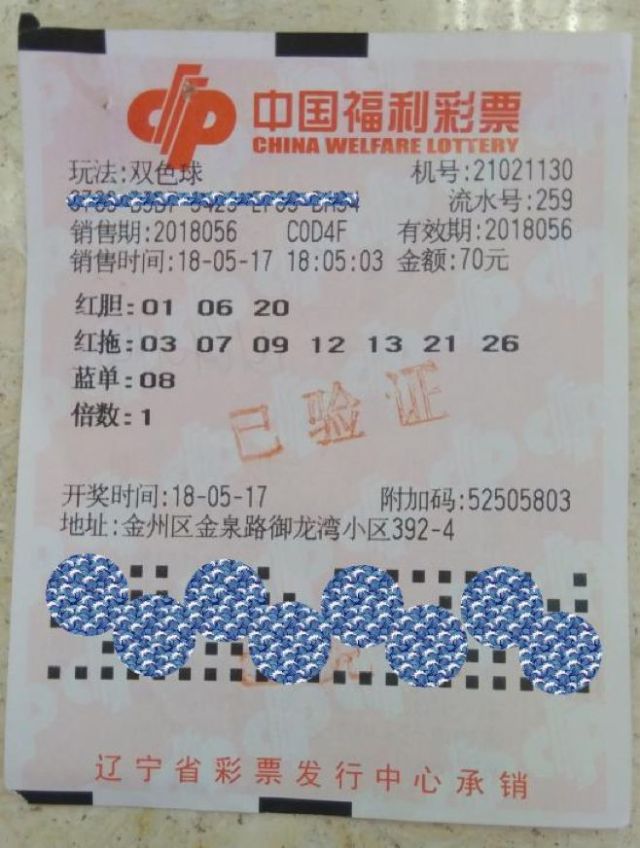 中国福利彩票
CHINA WELFARE LOTTERY
玩法:双色球 机号:21021130
流水号:259
销售期:2018056 C0D4F 有效期:2018056
销售时间:18-05-17 18:05:03 金额:70元
红胆:01 06 20
红拖:03 07 09 12 13 21 26
蓝单:08
倍数:1
已验证
开奖时间:18-05-17 附加码:52505803
地址:金州区金泉路御龙湾小区392-4
辽宁省彩票发行中心承销